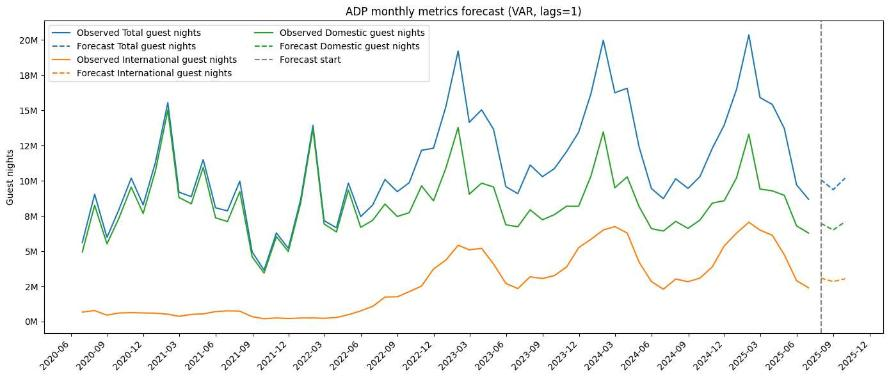 ADP monthly metrics forecast (VAR, lags=1)
Observed Total guest nights
Forecast Total guest nights
Observed International guest nights
Forecast International guest nights
Observed Domestic guest nights
Forecast Domestic guest nights
Forecast start
Guest nights
20M
18M
15M
12M
10M
8M
5M
2M
0M
2020-06
2020-09
2020-12
2021-03
2021-06
2021-09
2021-12
2022-03
2022-06
2022-09
2022-12
2023-03
2023-06
2023-09
2023-12
2024-03
2024-06
2024-09
2024-12
2025-03
2025-06
2025-09
2025-12